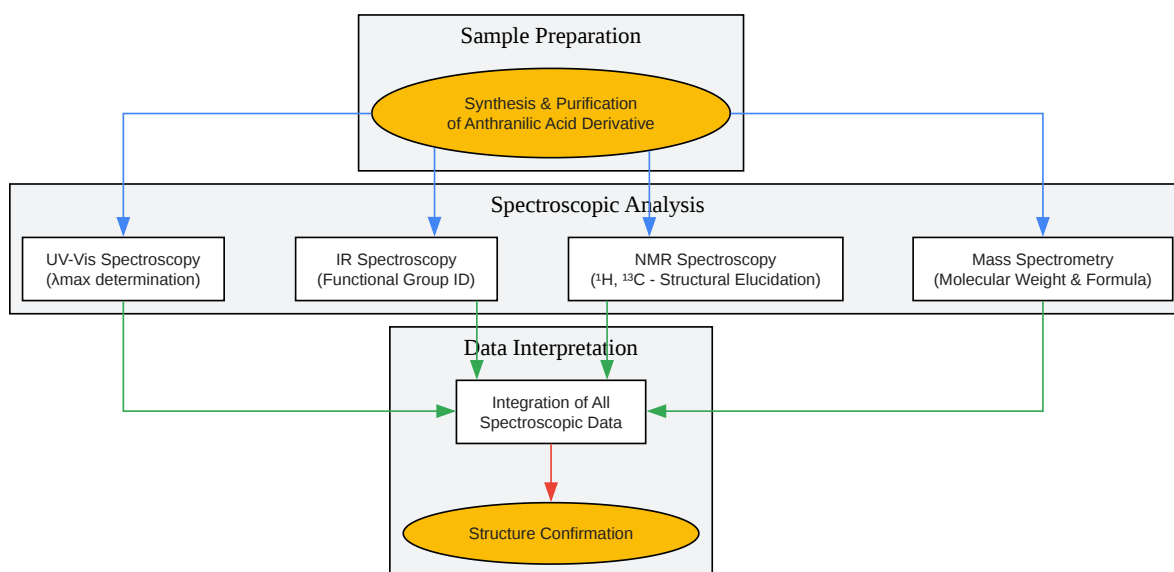 Sample Preparation
Synthesis & Purification
of Anthranilic Acid Derivative
Spectroscopic Analysis
UV-Vis Spectroscopy
(λmax determination)
IR Spectroscopy
(Functional Group ID)
NMR Spectroscopy
(¹H, ¹³C - Structural Elucidation)
Mass Spectrometry
(Molecular Weight & Formula)
Data Interpretation
Integration of All
Spectroscopic Data
Structure Confirmation